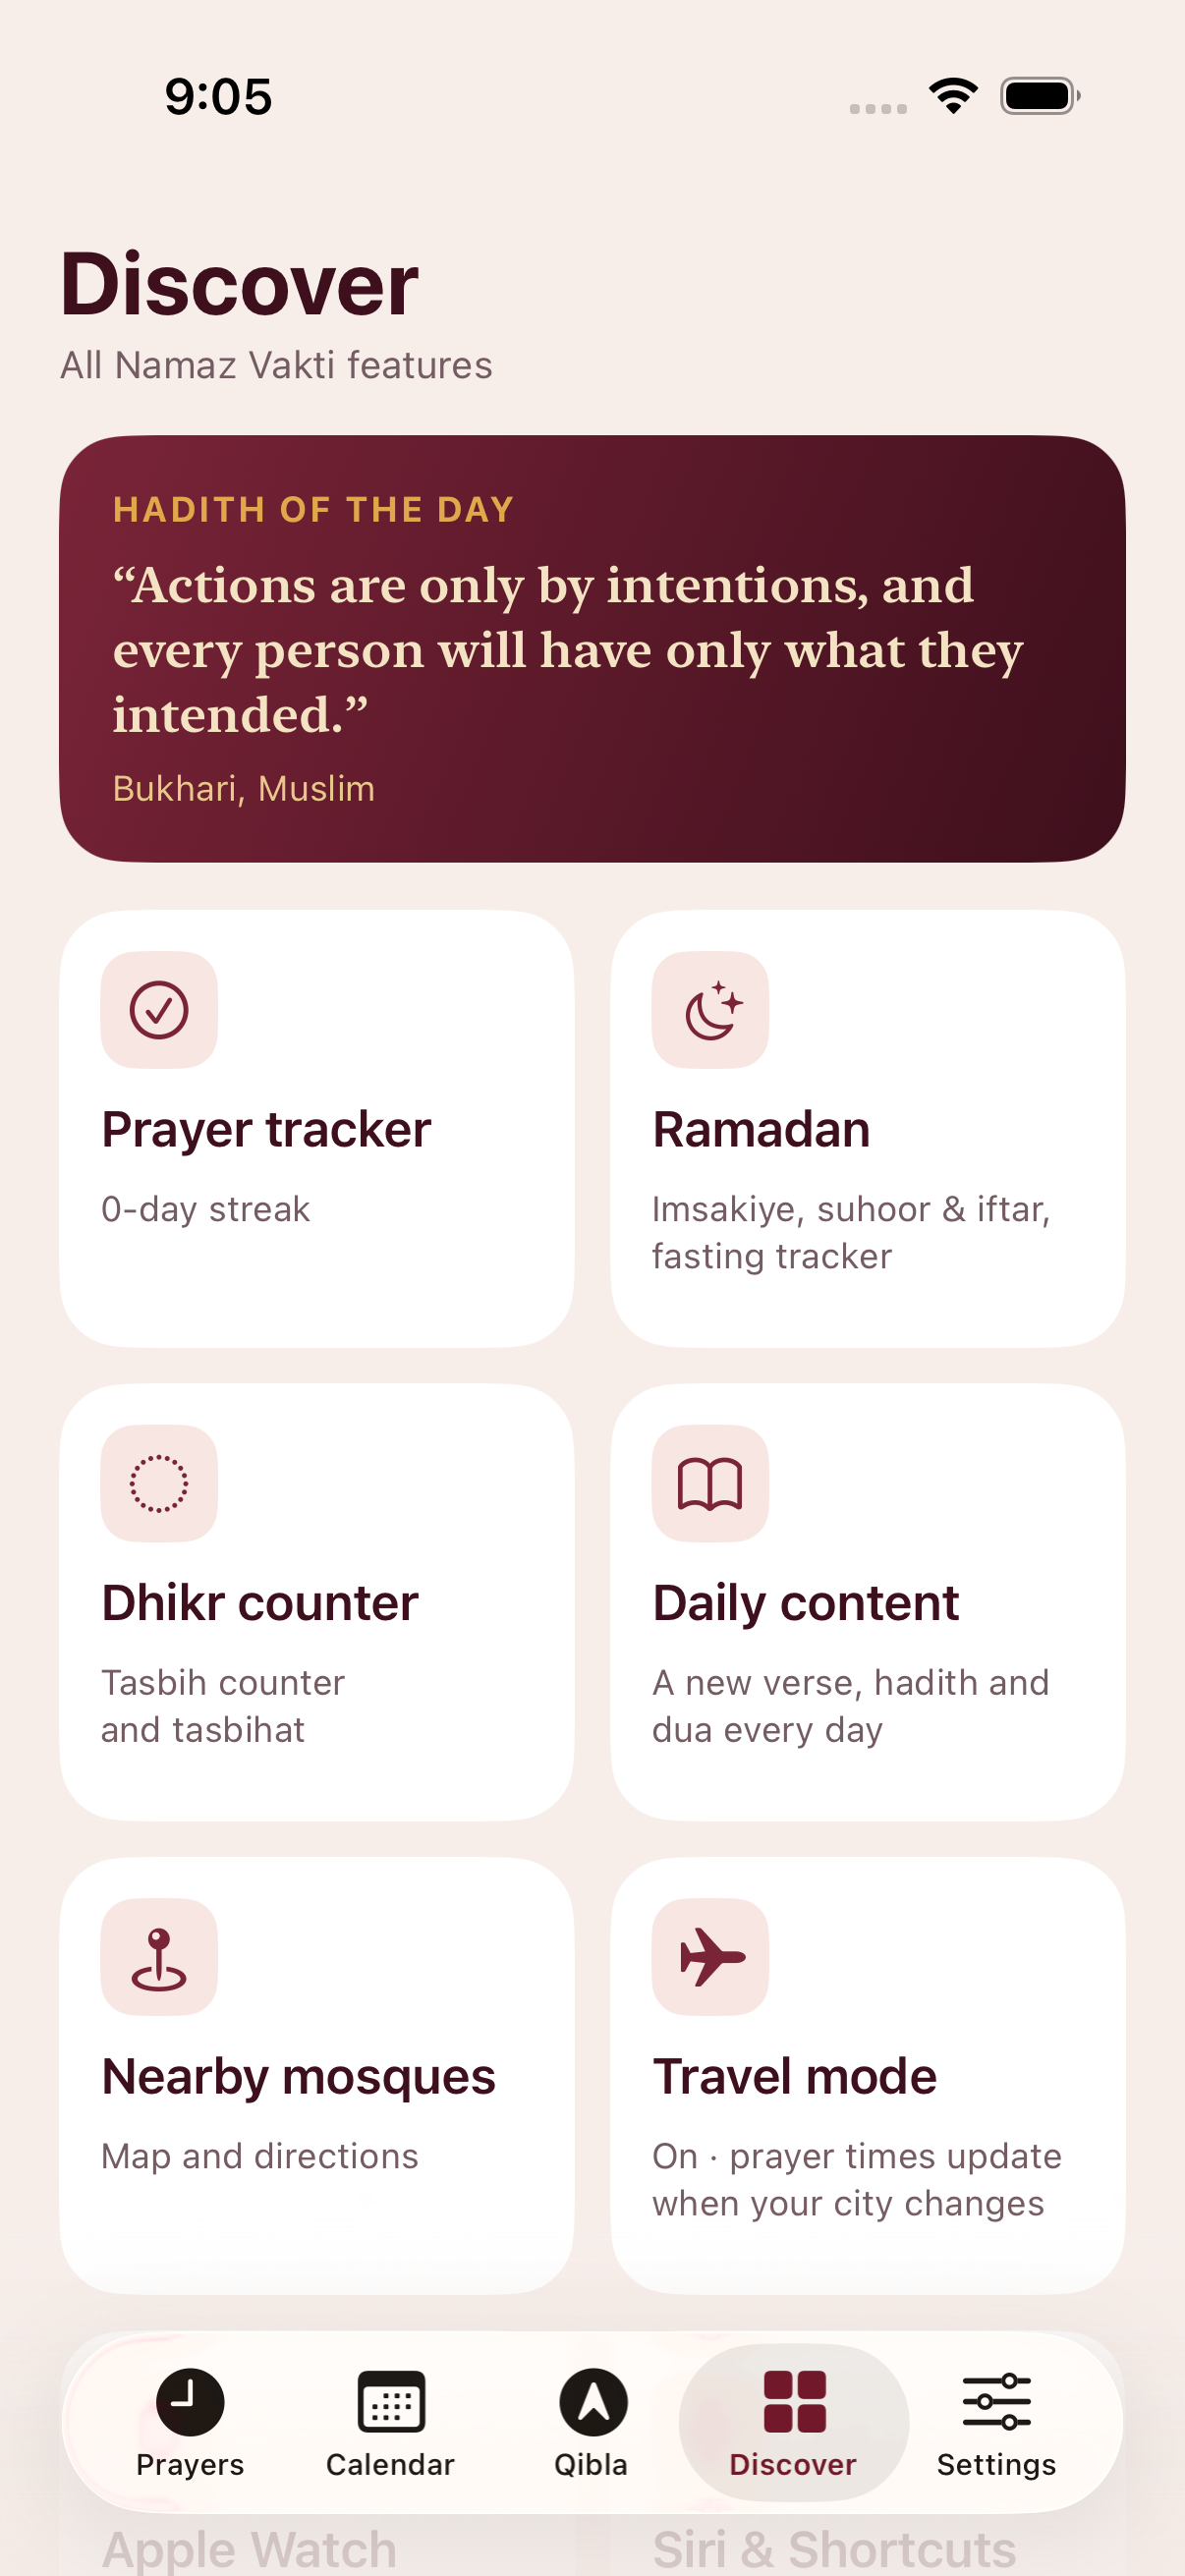 9:05
Discover
All Namaz Vakti features
HADITH OF THE DAY
“Actions are only by intentions, and
every person will have only what they
intended.”
Bukhari, Muslim
Prayer tracker
0-day streak
Ramadan
Imsakiye, suhoor & iftar,
fasting tracker
Dhikr counter
Tasbih counter
and tasbihat
Daily content
A new verse, hadith and
dua every day
Nearby mosques
Map and directions
Travel mode
On · prayer times update
when your city changes
Prayers
Calendar
Qibla
Discover
Settings
Apple Watch
Siri & Shortcuts